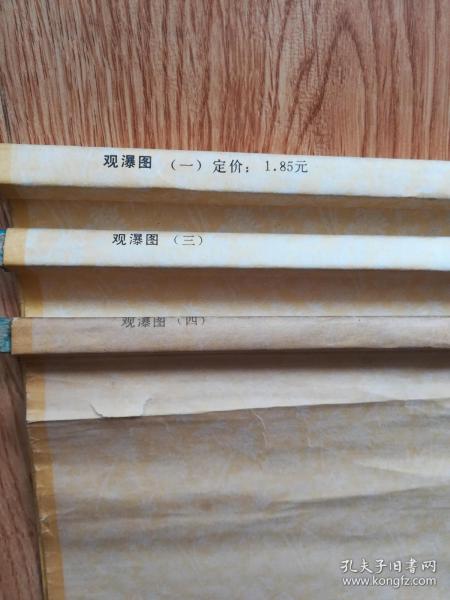 观瀑图 （一）定价：1.85元
观瀑图 （三）
观瀑图 （四）
孔夫子旧书网
www.kongfz.com